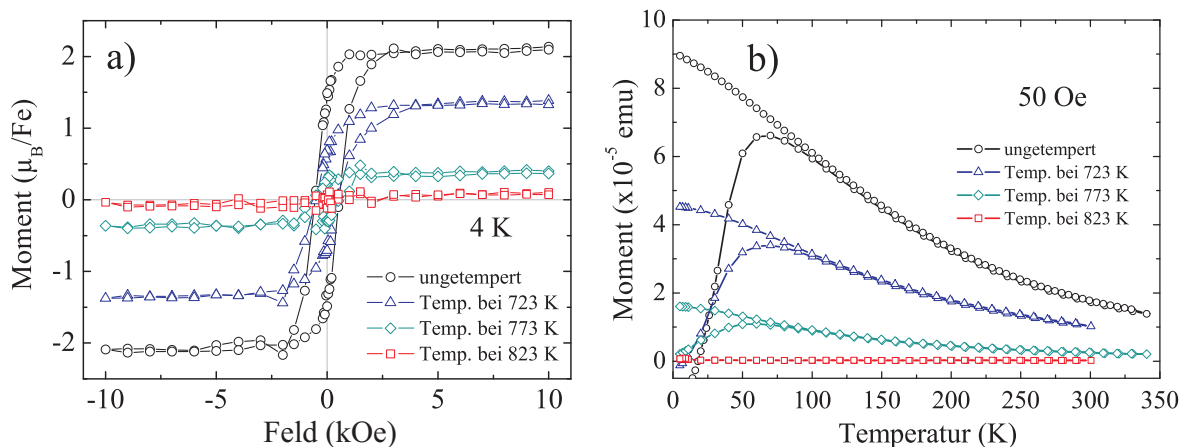 a)
2
1
0
-1
-2
-10
-5
0
5
10
Moment (μB/Fe)
Feld (kOe)
4 K
ungetempert
Temp. bei 723 K
Temp. bei 773 K
Temp. bei 823 K
b)
50 Oe
10
8
6
4
2
0
0
50
100
150
200
250
300
350
Moment (x10⁻⁵ emu)
Temperatur (K)
ungetempert
Temp. bei 723 K
Temp. bei 773 K
Temp. bei 823 K